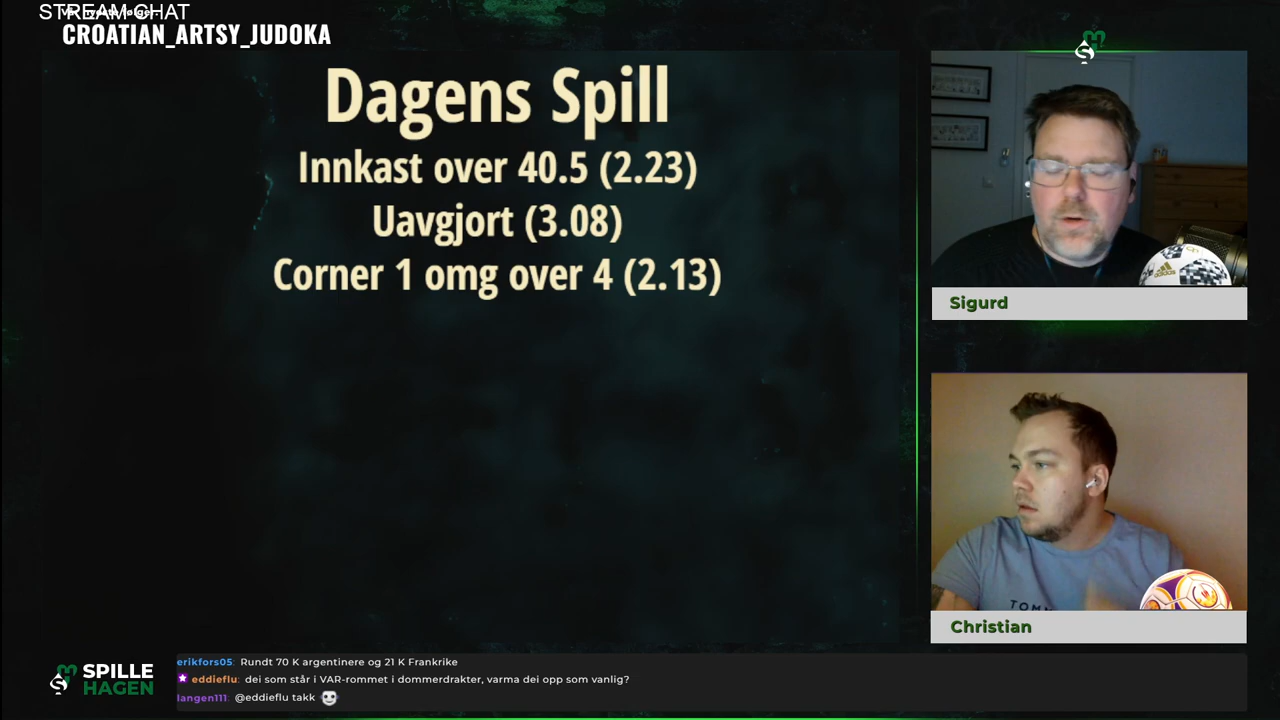 STREAM CHAT
CROATIAN_ARTSY_JUDOKA
Dagens Spill
Innkast over 40.5 (2.23)
Uavgjort (3.08)
Corner 1 omg over 4 (2.13)
Sigurd
adidas
TOMM
Christian
SPILLE
HAGEN
erikfors05: Rundt 70 K argentinere og 21 K Frankrike
eddieflu: dei som står i VAR-rommet i dommerdrakter, varma dei opp som vanlig?
langen111: @eddieflu takk